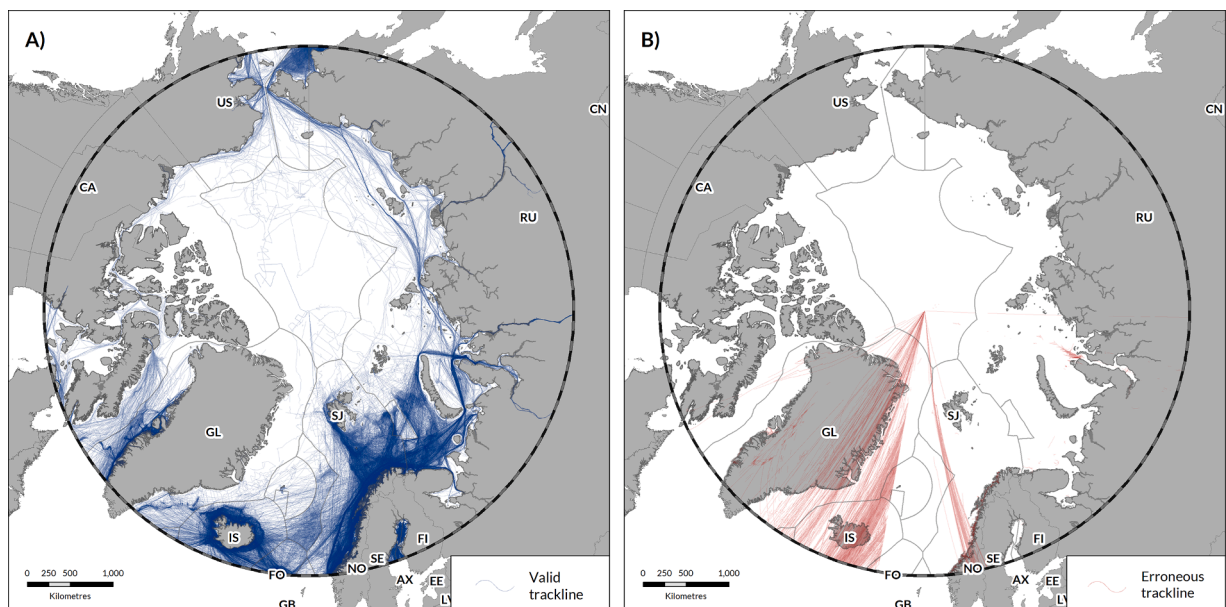 A)
US
CA
RU
CN
SJ
GL
IS
FI
SE
NO
FO
AX
EE
GB
0 250 500 1,000
Kilometres
Valid
trackline
B)
US
CA
RU
CN
SJ
GL
IS
FI
SE
NO
FO
AX
EE
GB
0 250 500 1,000
Kilometres
Erroneous
trackline